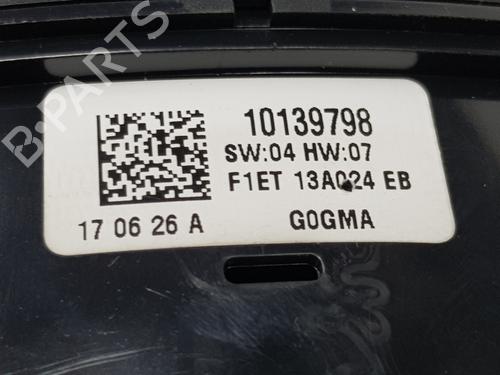 10139798
SW:04 HW:07
F1ET 13A024 EB
17 06 26 A G0GMA
B-PARTS